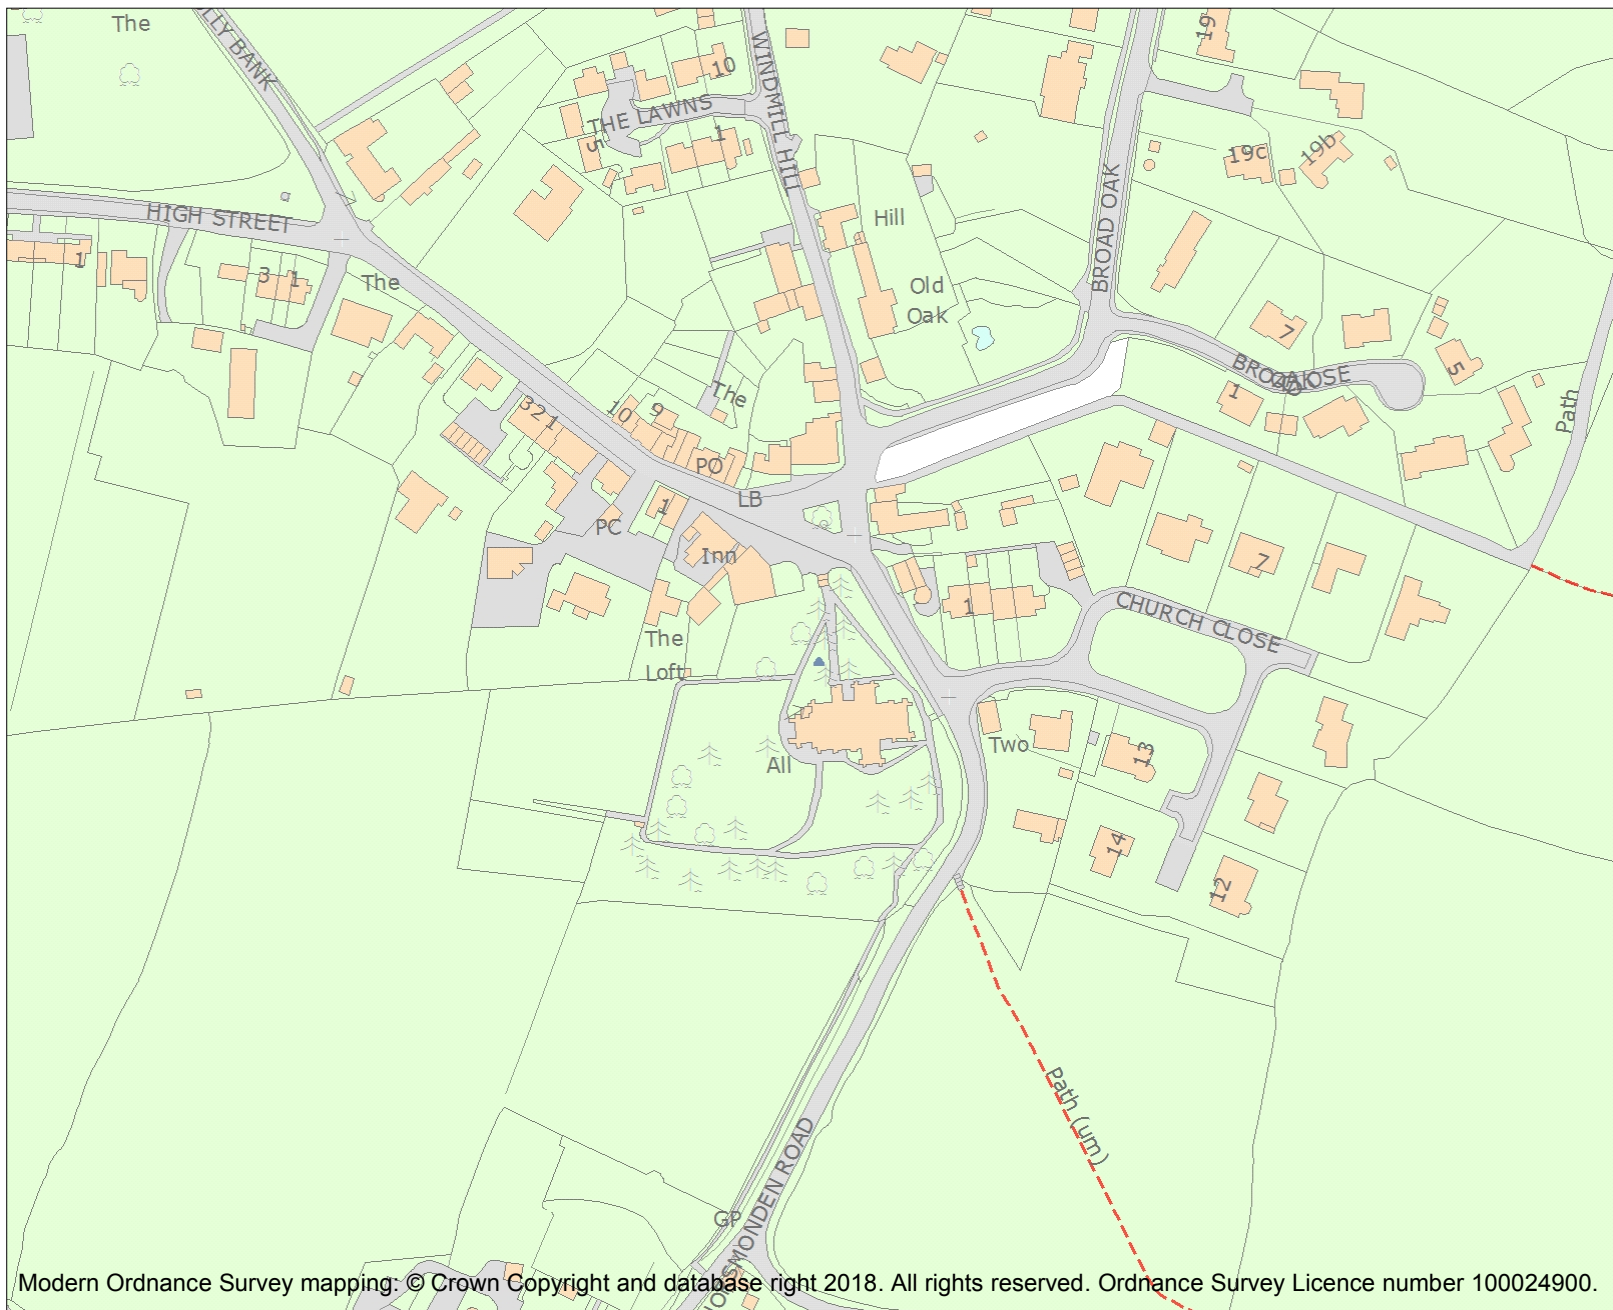 The
LLY BANK
19
WINDMILL HILL
10
THE LAWNS
1
5
19c
19b
HIGH STREET
Hill
BROAD OAK
1
3
1
The
Old
Oak
7
BROAD OAK CLOSE
5
1
The
Path
3 2 1
10
9
PO
LB
1
PC
Inn
7
1
CHURCH CLOSE
The
Loft
Two
13
All
14
12
Path (um)
GP
HORSMONDEN ROAD
Modern Ordnance Survey mapping: © Crown Copyright and database right 2018. All rights reserved. Ordnance Survey Licence number 100024900.